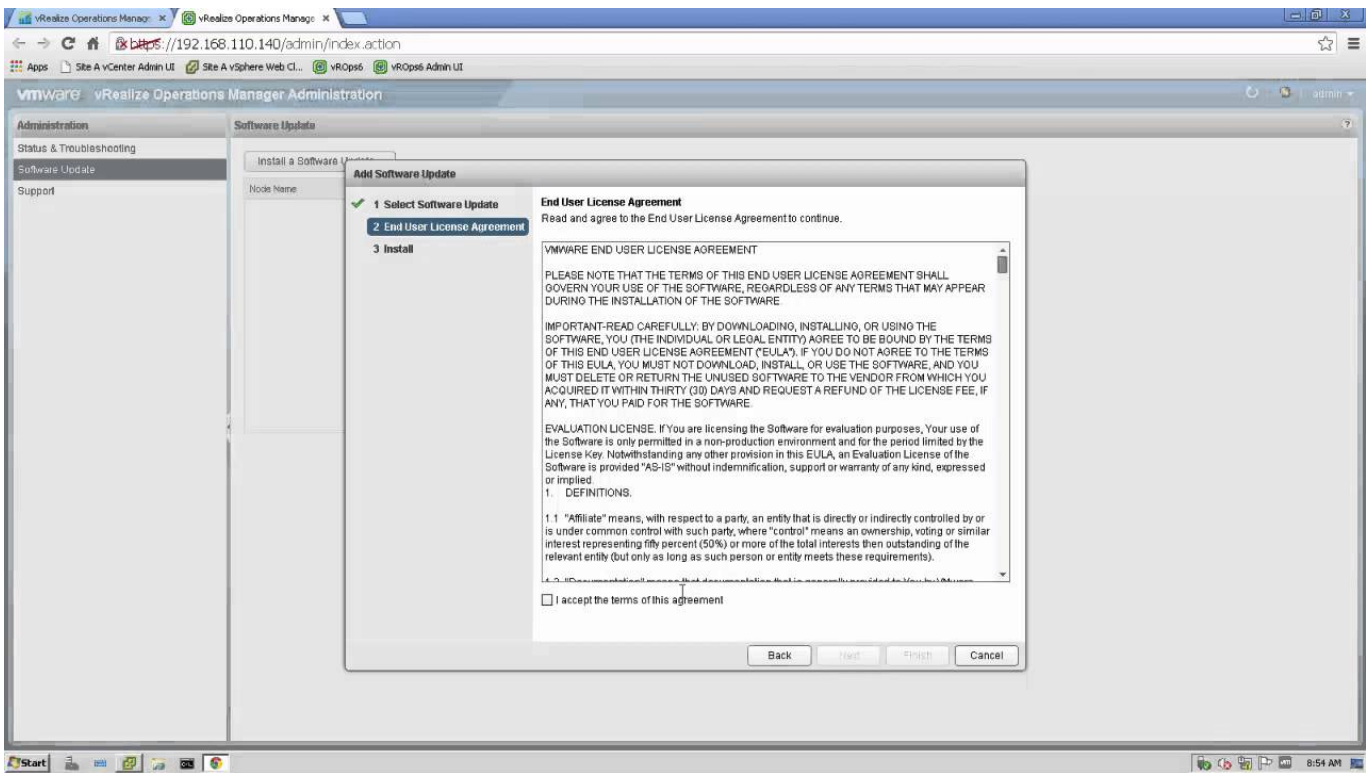 vRealize Operations Manag
vRealize Operations Manage
https://192.168.110.140/admin/index.action
Apps Site A vCenter Admin UI Site A vSphere Web Cl... vROps6 vROps6 Admin UI
vmware vRealize Operations Manager Administration
admin
Administration
Status & Troubleshooting
Software Update
Support
Software Update
Install a Software Update...
Node Name
Add Software Update
1 Select Software Update
2 End User License Agreement
3 Install
End User License Agreement
Read and agree to the End User License Agreement to continue.
VMWARE END USER LICENSE AGREEMENT
PLEASE NOTE THAT THE TERMS OF THIS END USER LICENSE AGREEMENT SHALL
GOVERN YOUR USE OF THE SOFTWARE, REGARDLESS OF ANY TERMS THAT MAY APPEAR
DURING THE INSTALLATION OF THE SOFTWARE.
IMPORTANT-READ CAREFULLY: BY DOWNLOADING, INSTALLING, OR USING THE
SOFTWARE, YOU (THE INDIVIDUAL OR LEGAL ENTITY) AGREE TO BE BOUND BY THE TERMS
OF THIS END USER LICENSE AGREEMENT ("EULA"). IF YOU DO NOT AGREE TO THE TERMS
OF THIS EULA, YOU MUST NOT DOWNLOAD, INSTALL, OR USE THE SOFTWARE, AND YOU
MUST DELETE OR RETURN THE UNUSED SOFTWARE TO THE VENDOR FROM WHICH YOU
ACQUIRED IT WITHIN THIRTY (30) DAYS AND REQUEST A REFUND OF THE LICENSE FEE, IF
ANY, THAT YOU PAID FOR THE SOFTWARE.
EVALUATION LICENSE. If You are licensing the Software for evaluation purposes, Your use of
the Software is only permitted in a non-production environment and for the period limited by the
License Key. Notwithstanding any other provision in this EULA, an Evaluation License of the
Software is provided "AS-IS" without indemnification, support or warranty of any kind, expressed
or implied.
1. DEFINITIONS.
1.1 "Affiliate" means, with respect to a party, an entity that is directly or indirectly controlled by or
is under common control with such party, where "control" means an ownership, voting or similar
interest representing fifty percent (50%) or more of the total interests then outstanding of the
relevant entity (but only as long as such person or entity meets these requirements).
1.2 "Documentation" means that documentation that is generally provided to You by VMware
I accept the terms of this agreement
Back Next Finish Cancel
Start 8:54 AM